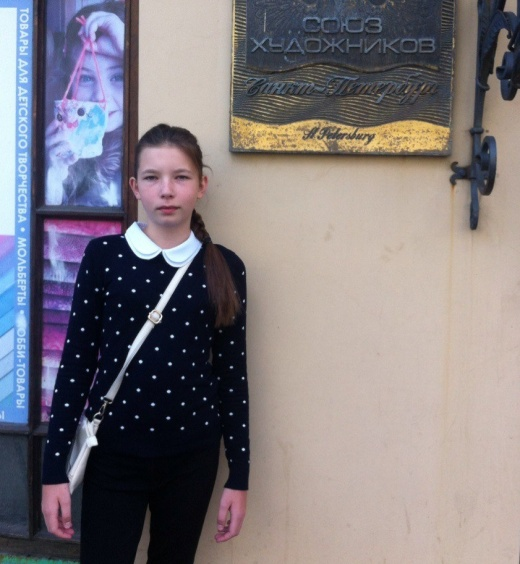 СОЮЗ
ХУДОЖНИКОВ
Санкт-Петербург
St Petersburg
ТОВАРЫ ДЛЯ ДЕТСКОГО ТВОРЧЕСТВА • МОЛЬБЕРТЫ • ХОББИ-ТОВАРЫ